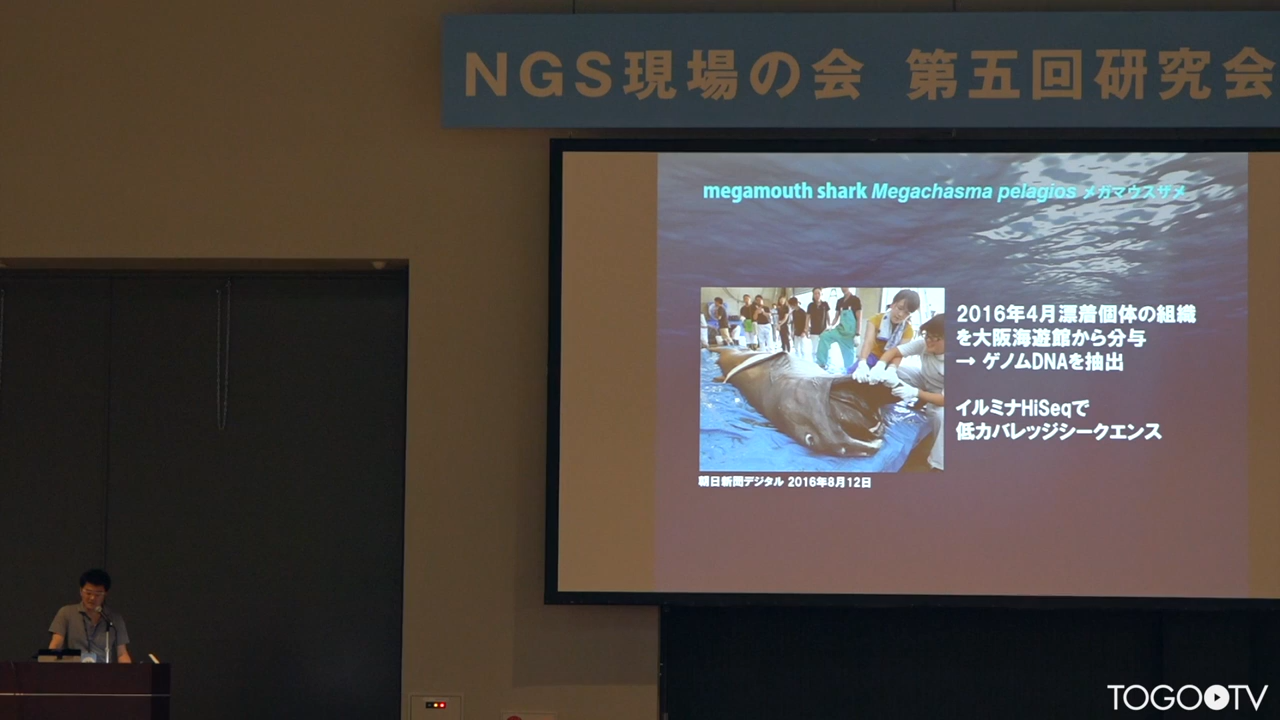 NGS現場の会 第五回研究会
megamouth shark Megachasma pelagios メガマウスザメ
2016年4月漂着個体の組織
を大阪海遊館から分与
→ ゲノムDNAを抽出
イルミナHiSeqで
低カバレッジシークエンス
朝日新聞デジタル 2016年8月12日
TOGOTV